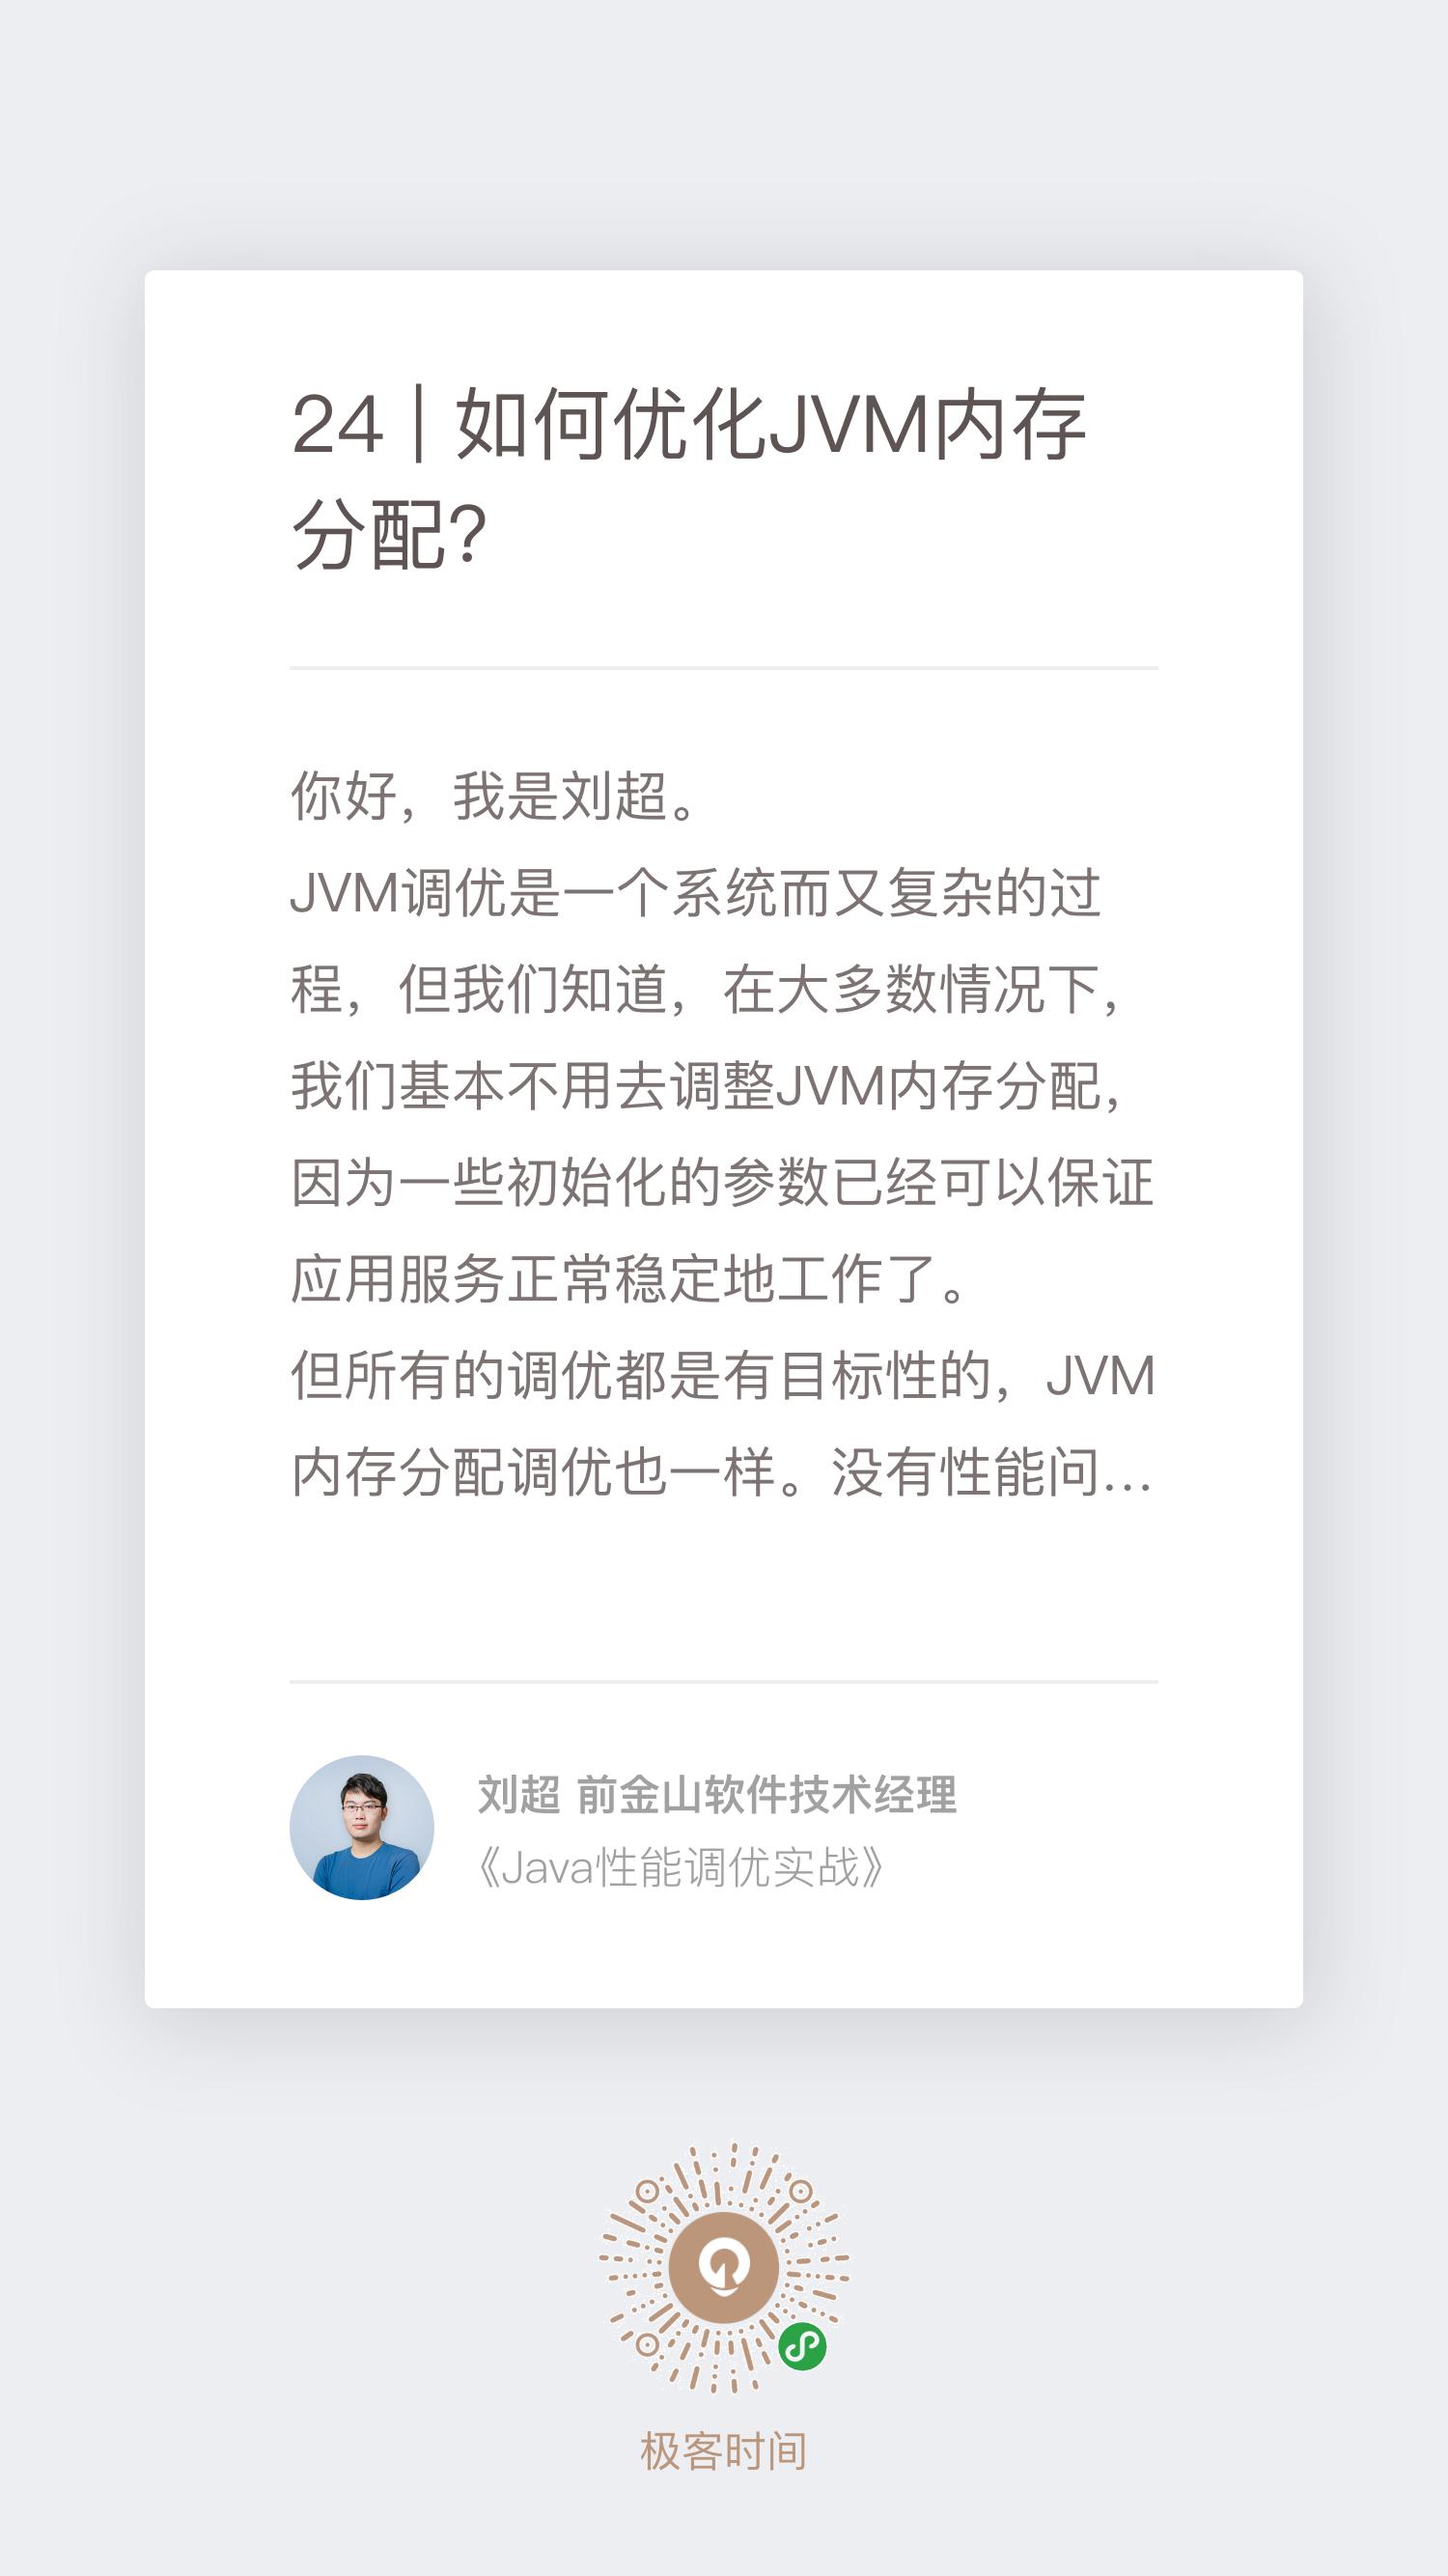 24 | 如何优化JVM内存
分配？
你好，我是刘超。
JVM调优是一个系统而又复杂的过
程，但我们知道，在大多数情况下，
我们基本不用去调整JVM内存分配，
因为一些初始化的参数已经可以保证
应用服务正常稳定地工作了。
但所有的调优都是有目标性的，JVM
内存分配调优也一样。没有性能问…
刘超 前金山软件技术经理
《Java性能调优实战》
极客时间